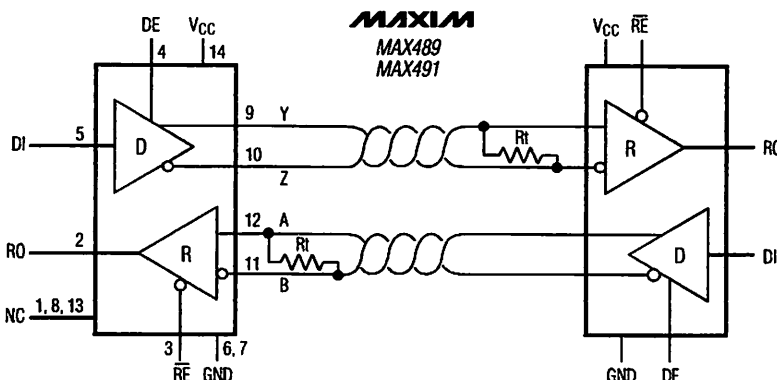 MAXIM
MAX489
MAX491
DE
4
VCC
14
DI
5
D
9
Y
10
Z
Rt
VCC
RE
R
RO
RO
2
R
12
A
Rt
11
B
D
DI
NC
1, 8, 13
3
RE
6, 7
GND
GND
DE